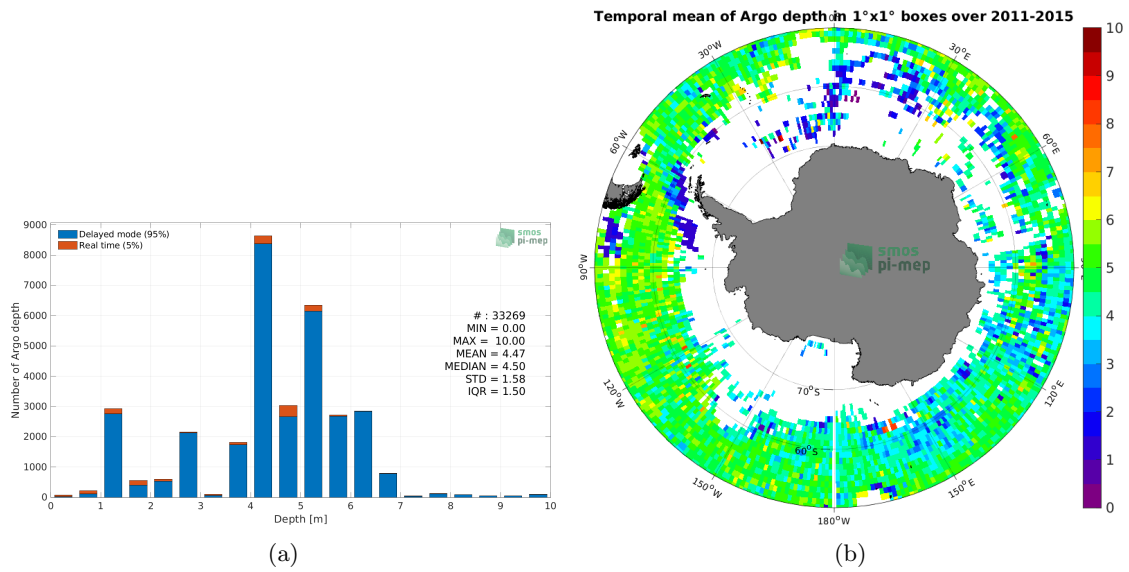 Temporal mean of Argo depth in 1°x1° boxes over 2011-2015
Number of Argo depth
9000
8000
7000
6000
5000
4000
3000
2000
1000
0
Delayed mode (95%)
Real time (5%)
smos
pi-mep
# : 33269
MIN = 0.00
MAX = 10.00
MEAN = 4.47
MEDIAN = 4.50
STD = 1.58
IQR = 1.50
0 1 2 3 4 5 6 7 8 9 10
Depth [m]
(a)
30°W
30°E
60°W
60°E
90°W
smos
pi-mep
120°W
120°E
70°S
60°S
150°W
150°E
180°W
10
9
8
7
6
5
4
3
2
1
0
(b)